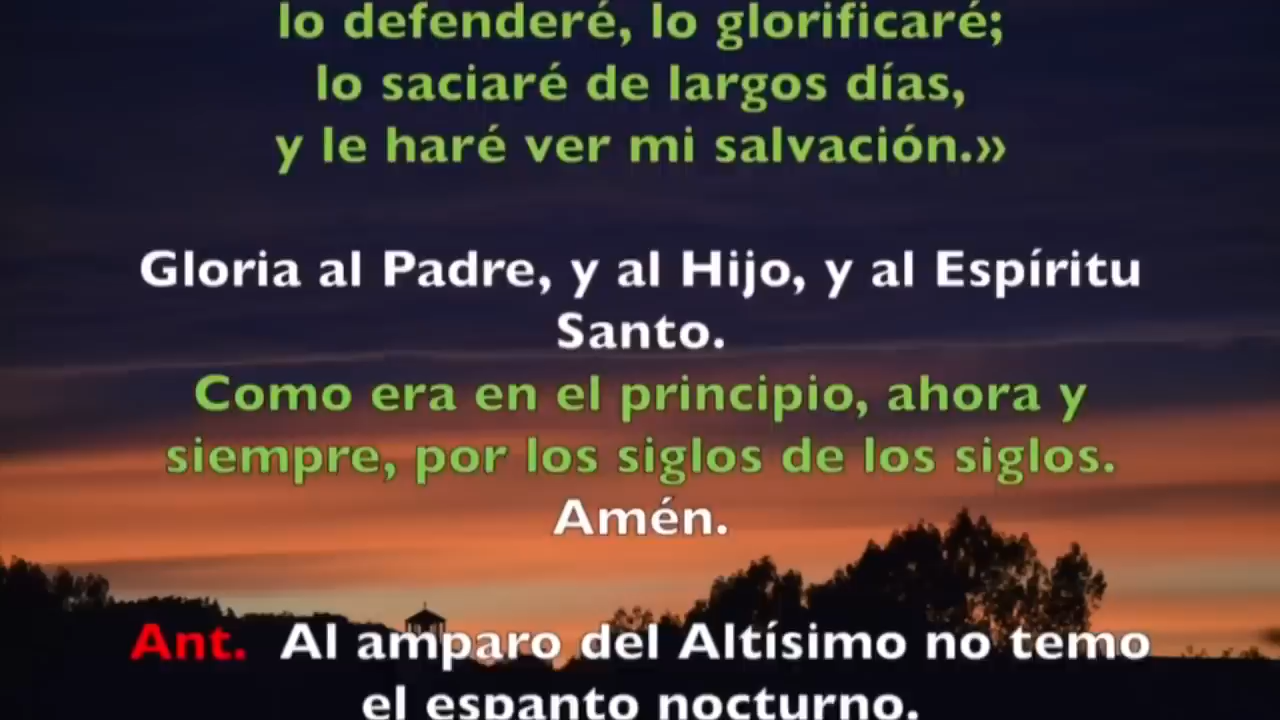 lo defenderé, lo glorificaré;
lo saciaré de largos días,
y le haré ver mi salvación.»
Gloria al Padre, y al Hijo, y al Espíritu
Santo.
Como era en el principio, ahora y
siempre, por los siglos de los siglos.
Amén.
Ant. Al amparo del Altísimo no temo
el espanto nocturno.